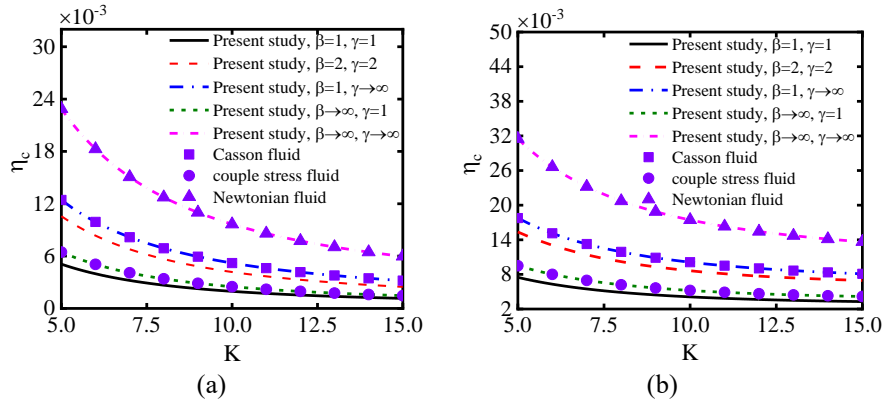 ×10⁻³
32
24
18
12
6
0
η_c
Present study, β=1, γ=1
Present study, β=2, γ=2
Present study, β=1, γ→∞
Present study, β→∞, γ=1
Present study, β→∞, γ→∞
Casson fluid
couple stress fluid
Newtonian fluid
5.0 7.5 10.0 12.5 15.0
K
(a)
×10⁻³
50
44
38
32
26
20
14
8
2
η_c
Present study, β=1, γ=1
Present study, β=2, γ=2
Present study, β=1, γ→∞
Present study, β→∞, γ=1
Present study, β→∞, γ→∞
Casson fluid
couple stress fluid
Newtonian fluid
5.0 7.5 10.0 12.5 15.0
K
(b)